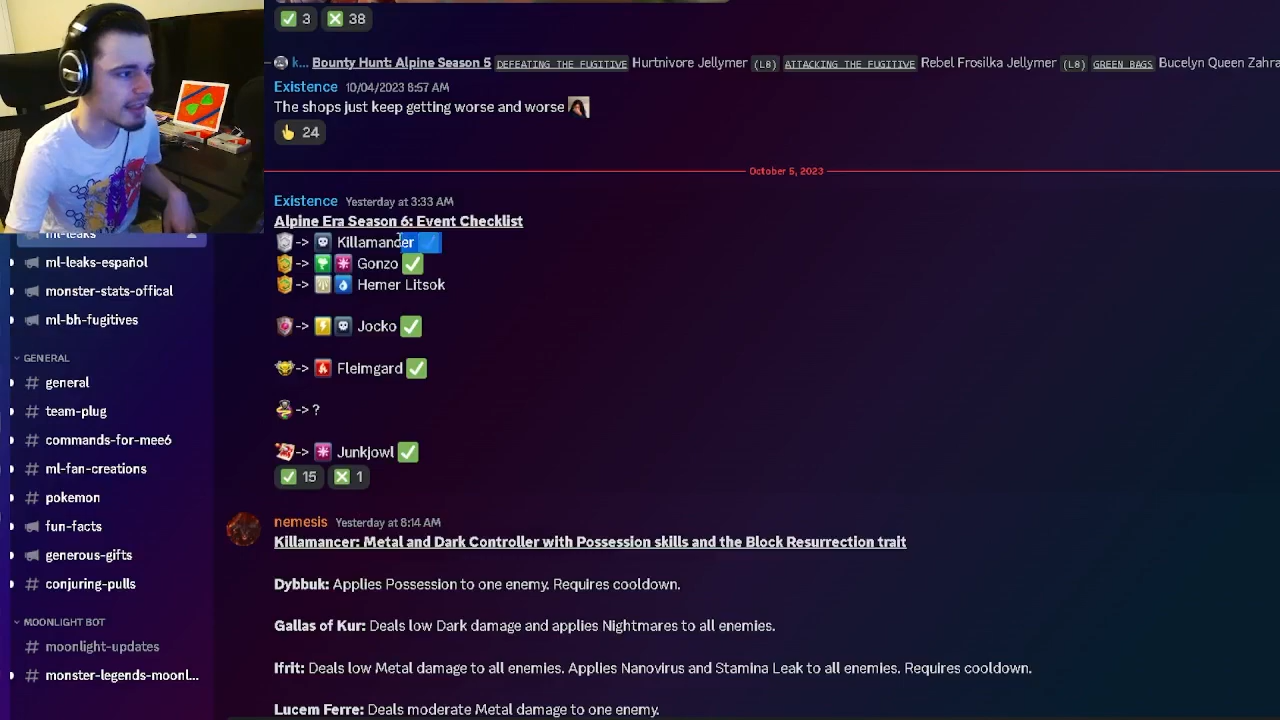 3 38
k... Bounty Hunt: Alpine Season 5 DEFEATING THE FUGITIVE Hurtnivore Jellymer (L8) ATTACKING THE FUGITIVE Rebel Frosilka Jellymer (L8) GREEN BAGS Bucelyn Queen Zahra
Existence 10/04/2023 8:57 AM
The shops just keep getting worse and worse
24
October 5, 2023
Existence Yesterday at 3:33 AM
Alpine Era Season 6: Event Checklist
-> Killamancer
-> Gonzo
-> Hemer Litsok
-> Jocko
-> Fleimgard
-> ?
-> Junkjowl
15 1
nemesis Yesterday at 8:14 AM
Killamancer: Metal and Dark Controller with Possession skills and the Block Resurrection trait
Dybbuk: Applies Possession to one enemy. Requires cooldown.
Gallas of Kur: Deals low Dark damage and applies Nightmares to all enemies.
Ifrit: Deals low Metal damage to all enemies. Applies Nanovirus and Stamina Leak to all enemies. Requires cooldown.
Lucem Ferre: Deals moderate Metal damage to one enemy.
ml-leaks
ml-leaks-español
monster-stats-offical
ml-bh-fugitives
GENERAL
general
team-plug
commands-for-mee6
ml-fan-creations
pokemon
fun-facts
generous-gifts
conjuring-pulls
MOONLIGHT BOT
moonlight-updates
monster-legends-moonl...